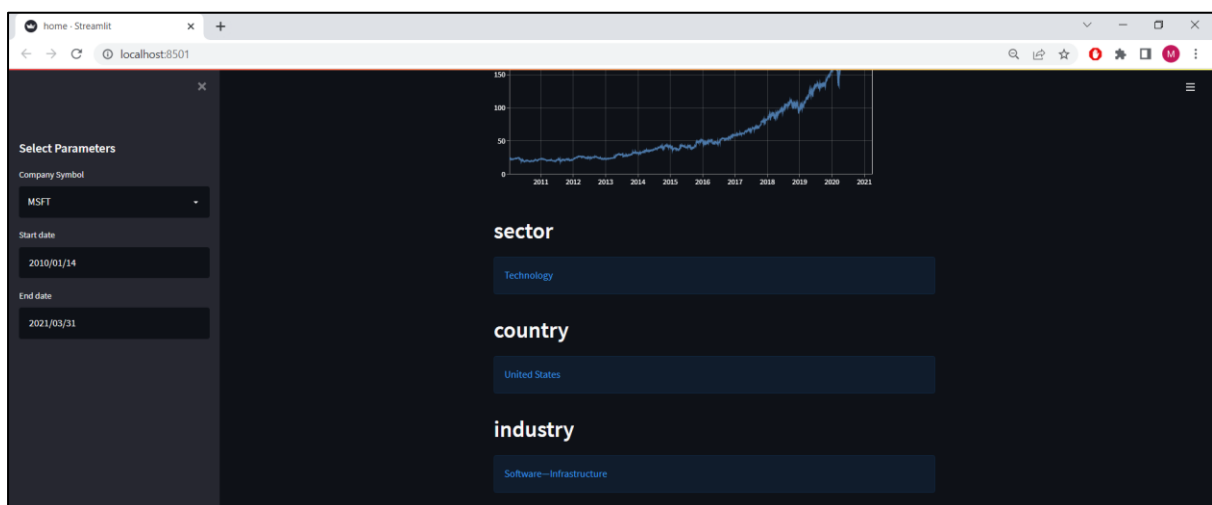 home - Streamlit
localhost:8501
M
Select Parameters
Company Symbol
MSFT
Start date
2010/01/14
End date
2021/03/31
150
100
50
0
2011 2012 2013 2014 2015 2016 2017 2018 2019 2020 2021
sector
Technology
country
United States
industry
Software—Infrastructure